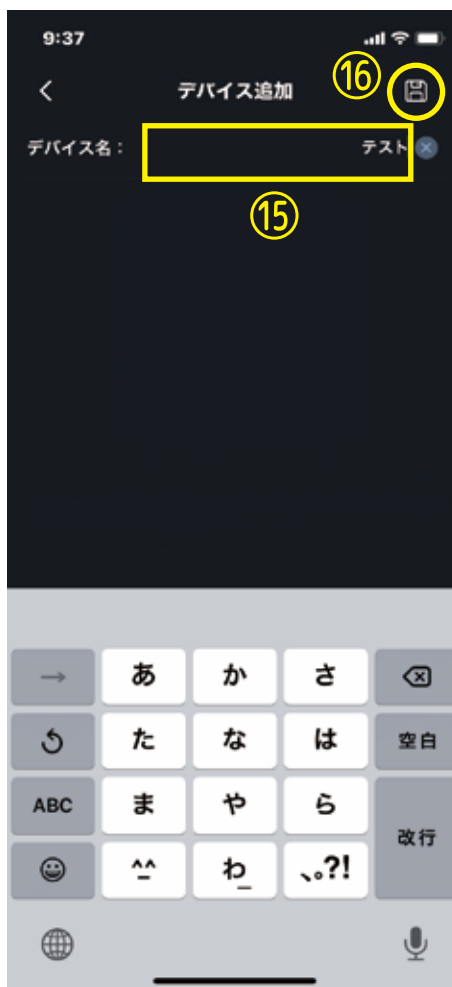 9:37
⑯
デバイス追加
デバイス名： テスト
⑮
→ あ か さ
た な は 空白
ABC ま や ら 改行
^_^ わ_ 、。?!